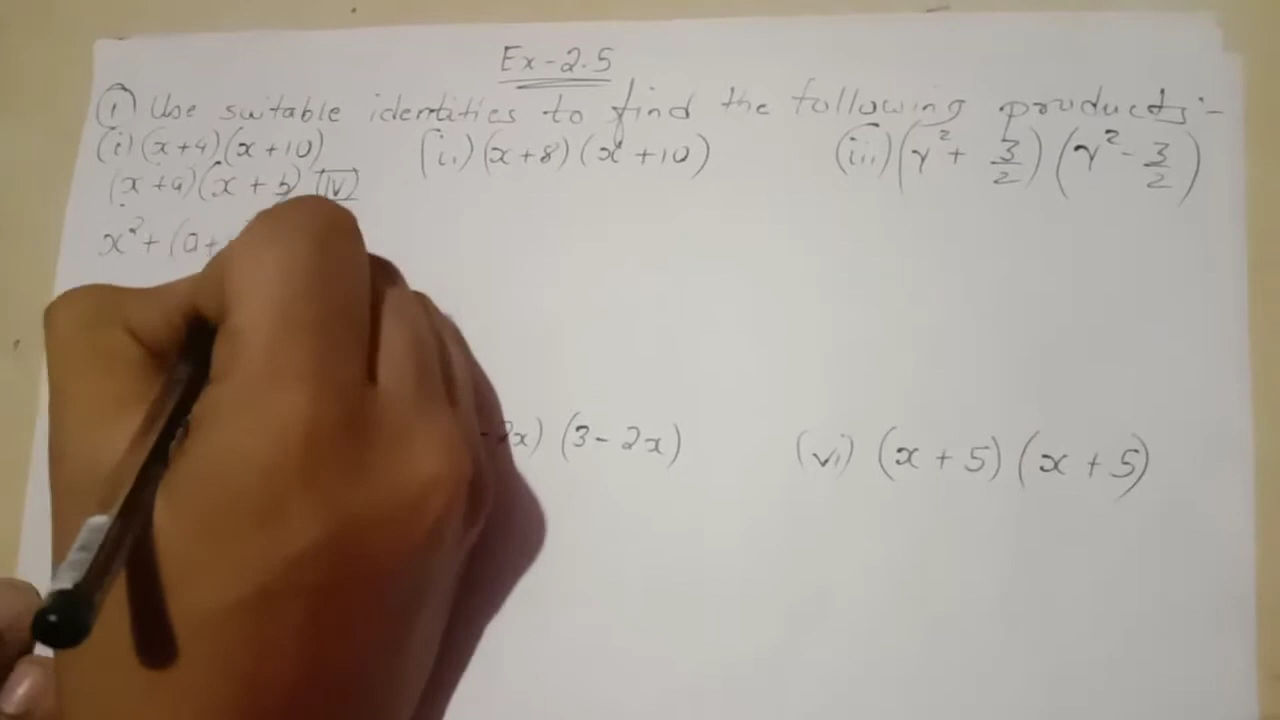 Ex-2.5
① Use suitable identities to find the following products:-
(i) (x+4)(x+10) (ii) (x+8)(x+10) (iii) (y²+ 3/2)(y²- 3/2)
(x+a)(x+b) IV
x²+(a+
-2x) (3-2x) (vi) (x+5)(x+5)